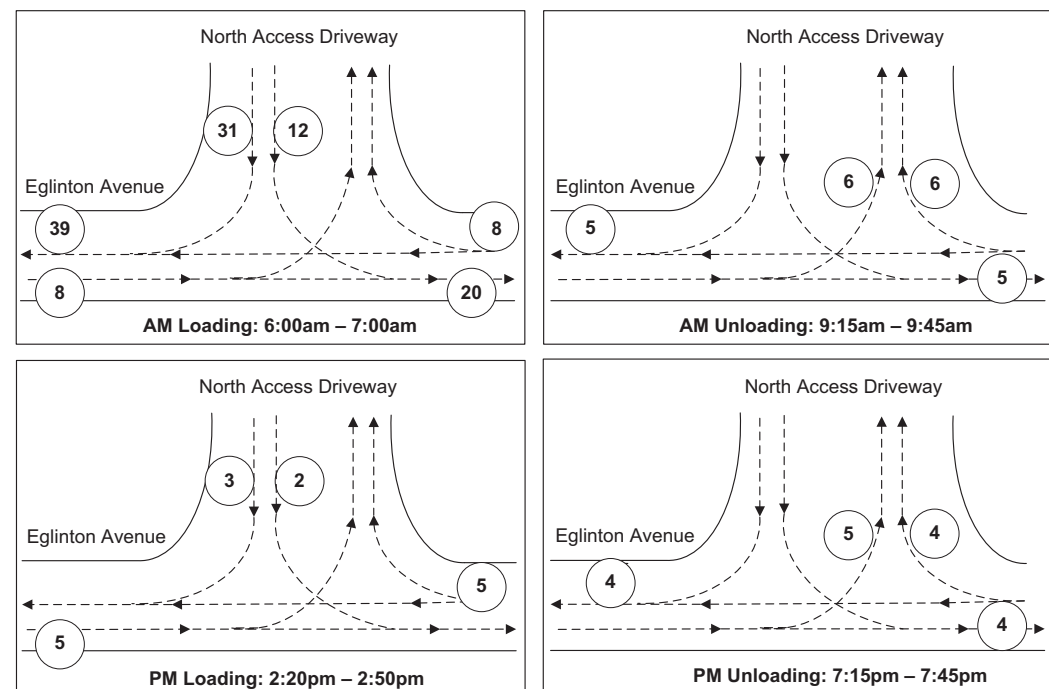 North Access Driveway
31
12
Eglinton Avenue
39
8
8
20
AM Loading: 6:00am – 7:00am
North Access Driveway
6
6
Eglinton Avenue
5
5
AM Unloading: 9:15am – 9:45am
North Access Driveway
3
2
Eglinton Avenue
5
5
PM Loading: 2:20pm – 2:50pm
North Access Driveway
5
4
Eglinton Avenue
4
4
PM Unloading: 7:15pm – 7:45pm